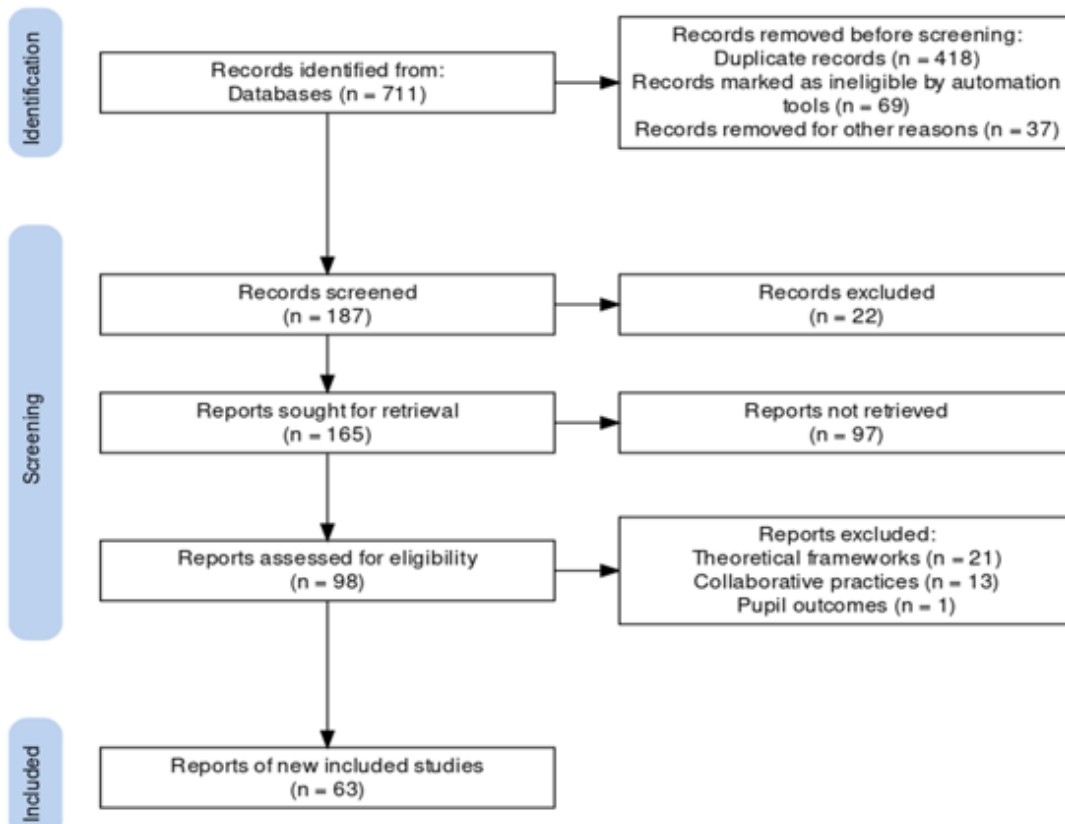 Identification
Records identified from:
Databases (n = 711)
Records removed before screening:
Duplicate records (n = 418)
Records marked as ineligible by automation
tools (n = 69)
Records removed for other reasons (n = 37)
Screening
Records screened
(n = 187)
Records excluded
(n = 22)
Reports sought for retrieval
(n = 165)
Reports not retrieved
(n = 97)
Reports assessed for eligibility
(n = 98)
Reports excluded:
Theoretical frameworks (n = 21)
Collaborative practices (n = 13)
Pupil outcomes (n = 1)
Included
Reports of new included studies
(n = 63)